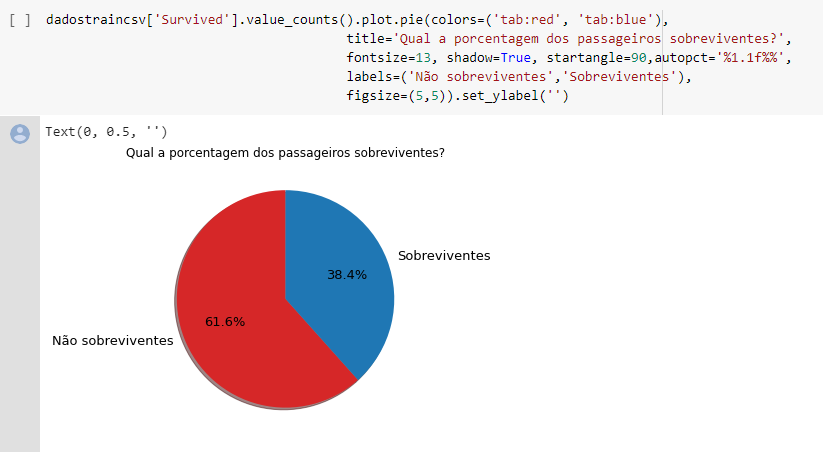 [ ] dadostraincsv['Survived'].value_counts().plot.pie(colors=('tab:red', 'tab:blue'),
title='Qual a porcentagem dos passageiros sobreviventes?',
fontsize=13, shadow=True, startangle=90,autopct='%1.1f%%',
labels=('Não sobreviventes','Sobreviventes'),
figsize=(5,5)).set_ylabel('')
Text(0, 0.5, '')
Qual a porcentagem dos passageiros sobreviventes?
Sobreviventes
38.4%
61.6%
Não sobreviventes